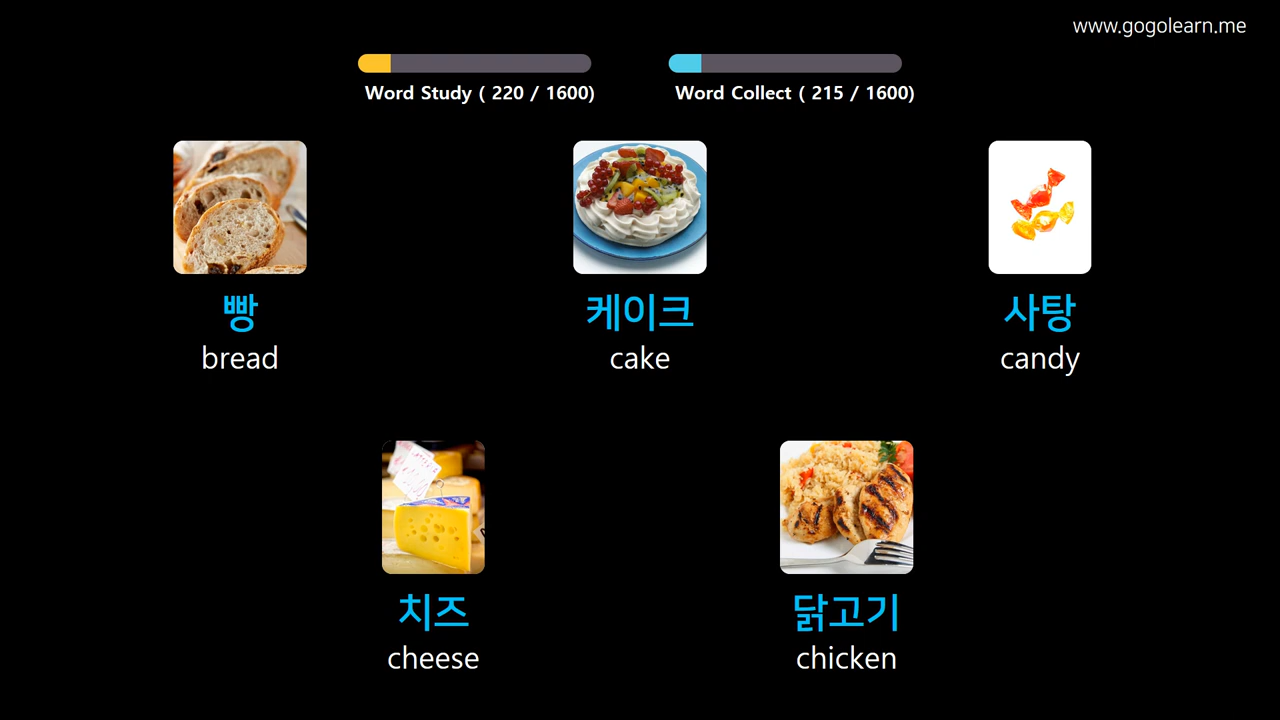 www.gogolearn.me
Word Study ( 220 / 1600)
Word Collect ( 215 / 1600)
빵
bread
케이크
cake
사탕
candy
치즈
cheese
닭고기
chicken